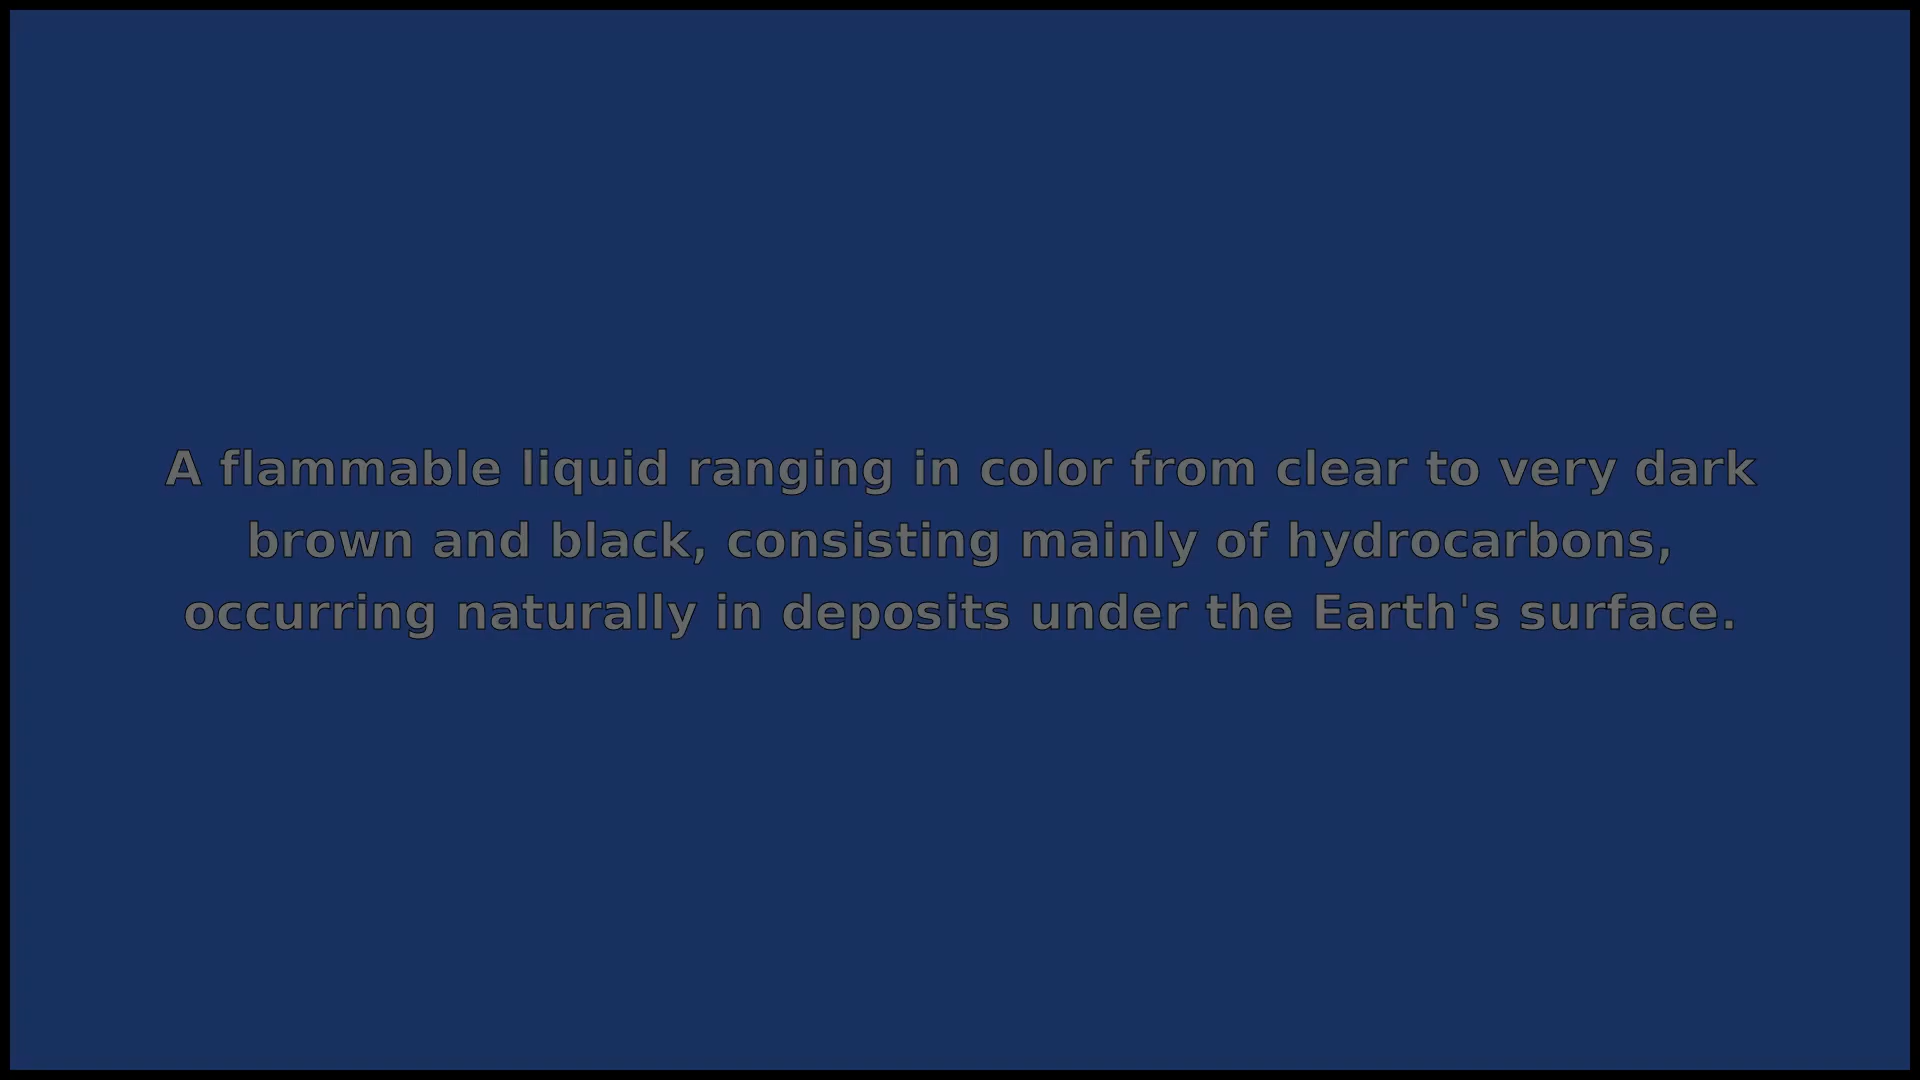 A flammable liquid ranging in color from clear to very dark
brown and black, consisting mainly of hydrocarbons,
occurring naturally in deposits under the Earth's surface.